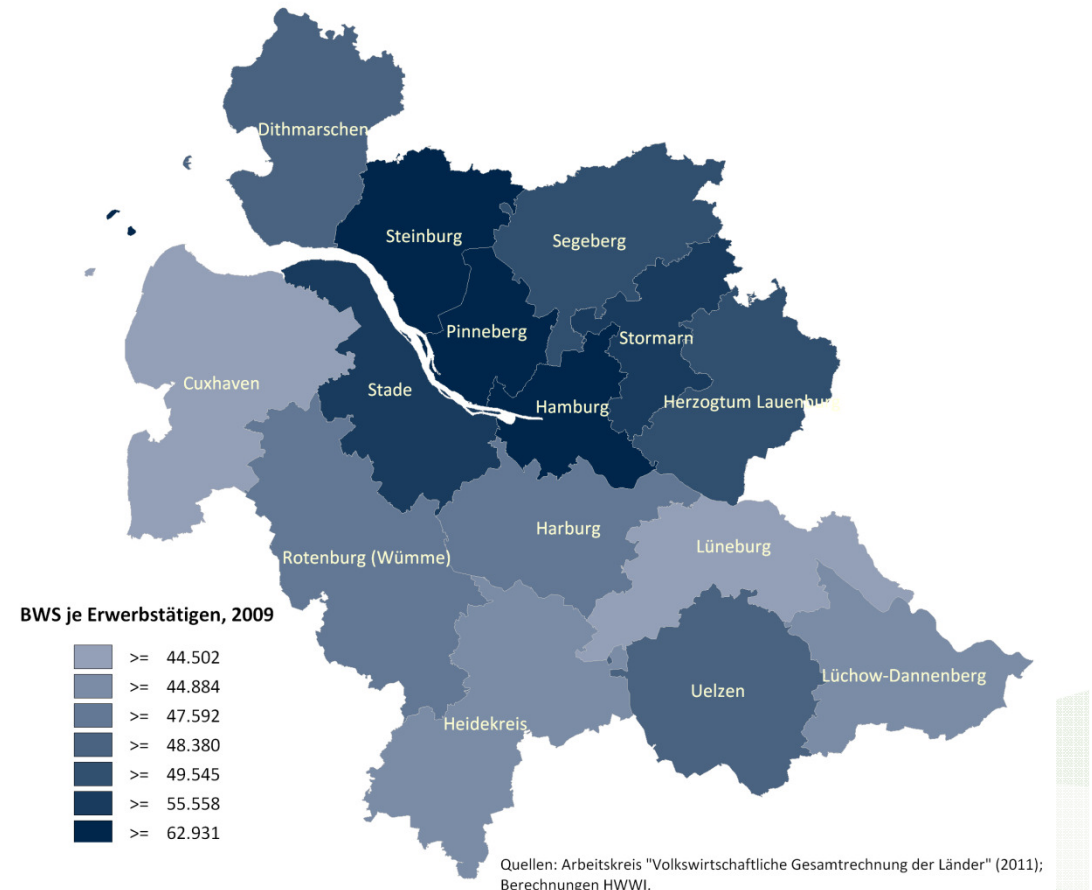 Dithmarschen
Steinburg
Segeberg
Pinneberg
Stormarn
Cuxhaven
Stade
Hamburg
Herzogtum Lauenburg
Harburg
Lüneburg
Rotenburg (Wümme)
Lüchow-Dannenberg
Uelzen
Heidekreis
BWS je Erwerbstätigen, 2009
>= 44.502
>= 44.884
>= 47.592
>= 48.380
>= 49.545
>= 55.558
>= 62.931
Quellen: Arbeitskreis "Volkswirtschaftliche Gesamtrechnung der Länder" (2011);
Berechnungen HWWI.